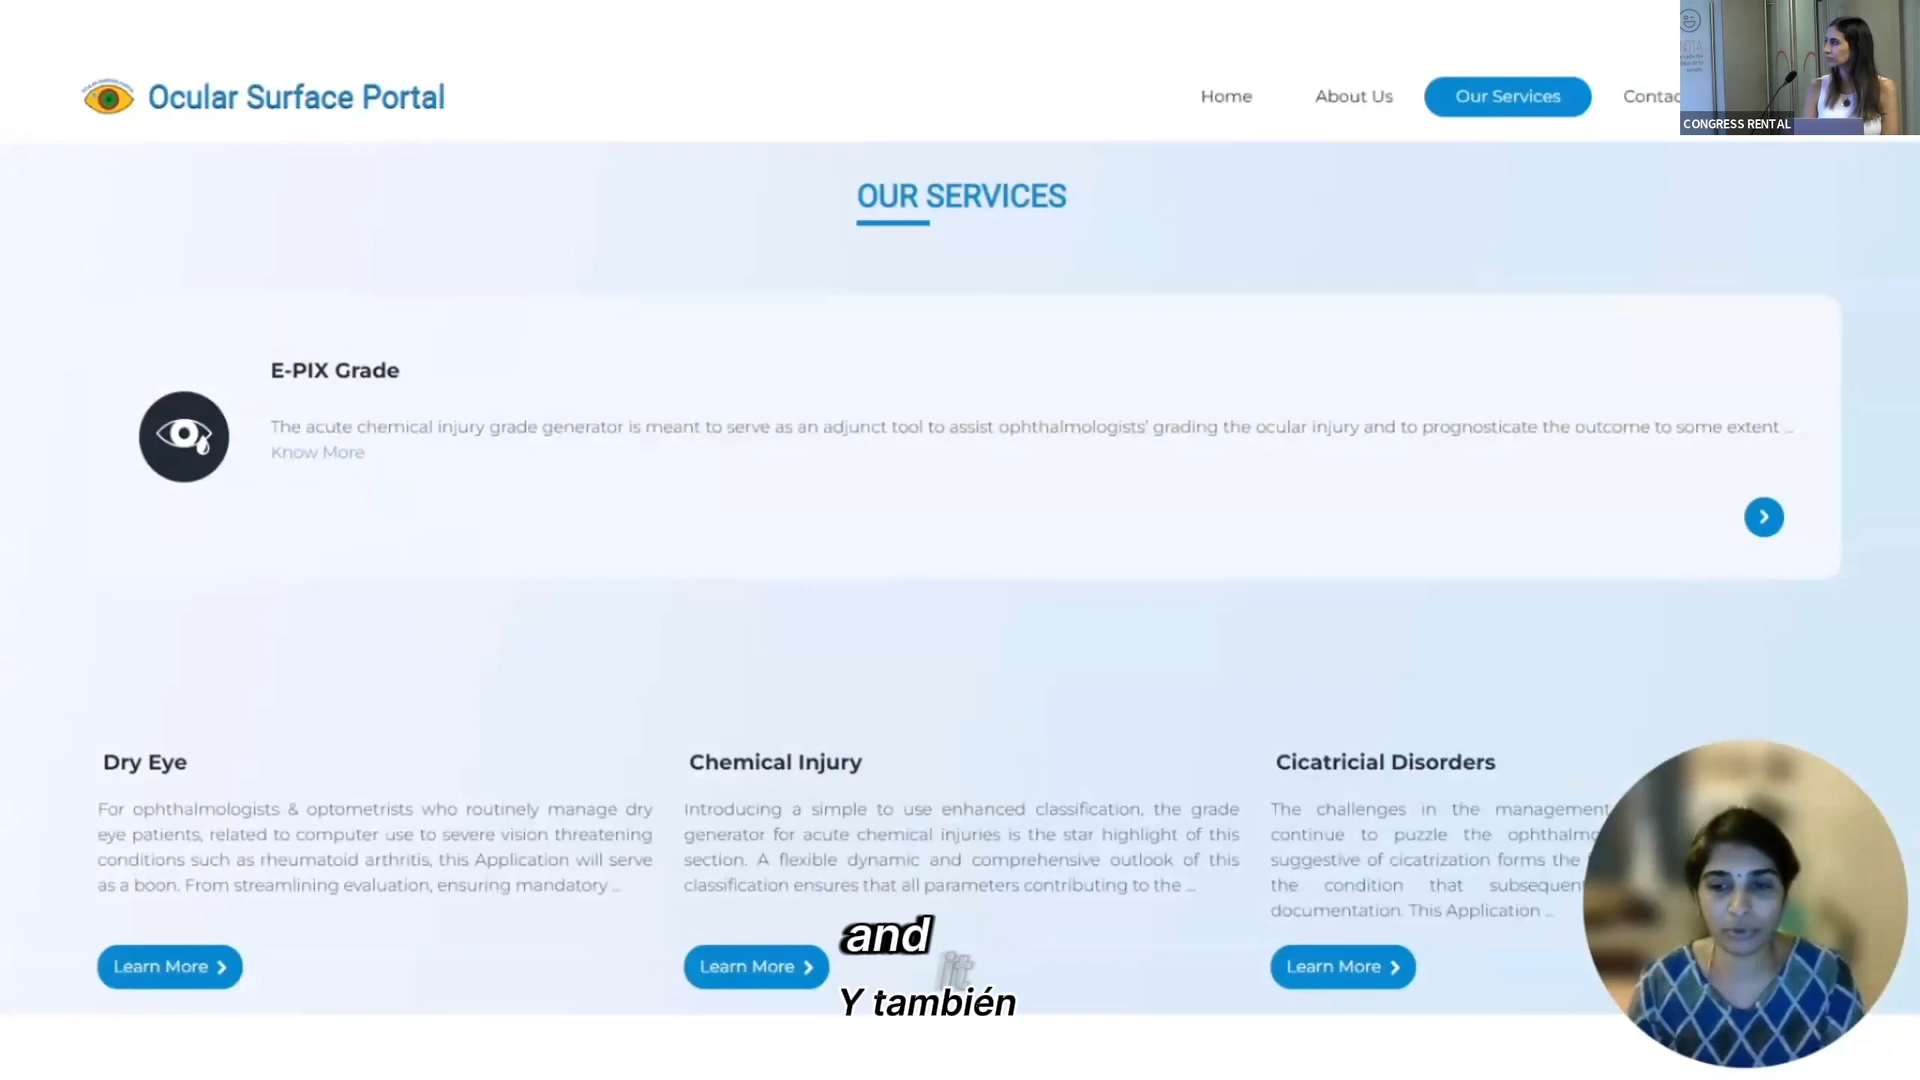 Ocular Surface Portal
Home
About Us
Our Services
Contac
NOTA
CONGRESS RENTAL
OUR SERVICES
E-PIX Grade
The acute chemical injury grade generator is meant to serve as an adjunct tool to assist ophthalmologists' grading the ocular injury and to prognosticate the outcome to some extent ...
Know More
Dry Eye
For ophthalmologists & optometrists who routinely manage dry
eye patients, related to computer use to severe vision threatening
conditions such as rheumatoid arthritis, this Application will serve
as a boon. From streamlining evaluation, ensuring mandatory ...
Learn More
Chemical Injury
Introducing a simple to use enhanced classification, the grade
generator for acute chemical injuries is the star highlight of this
section. A flexible dynamic and comprehensive outlook of this
classification ensures that all parameters contributing to the ...
Learn More
Cicatricial Disorders
The challenges in the management
continue to puzzle the ophthalmo
suggestive of cicatrization forms the
the condition that subsequen
documentation. This Application ...
Learn More
and
it
Y también